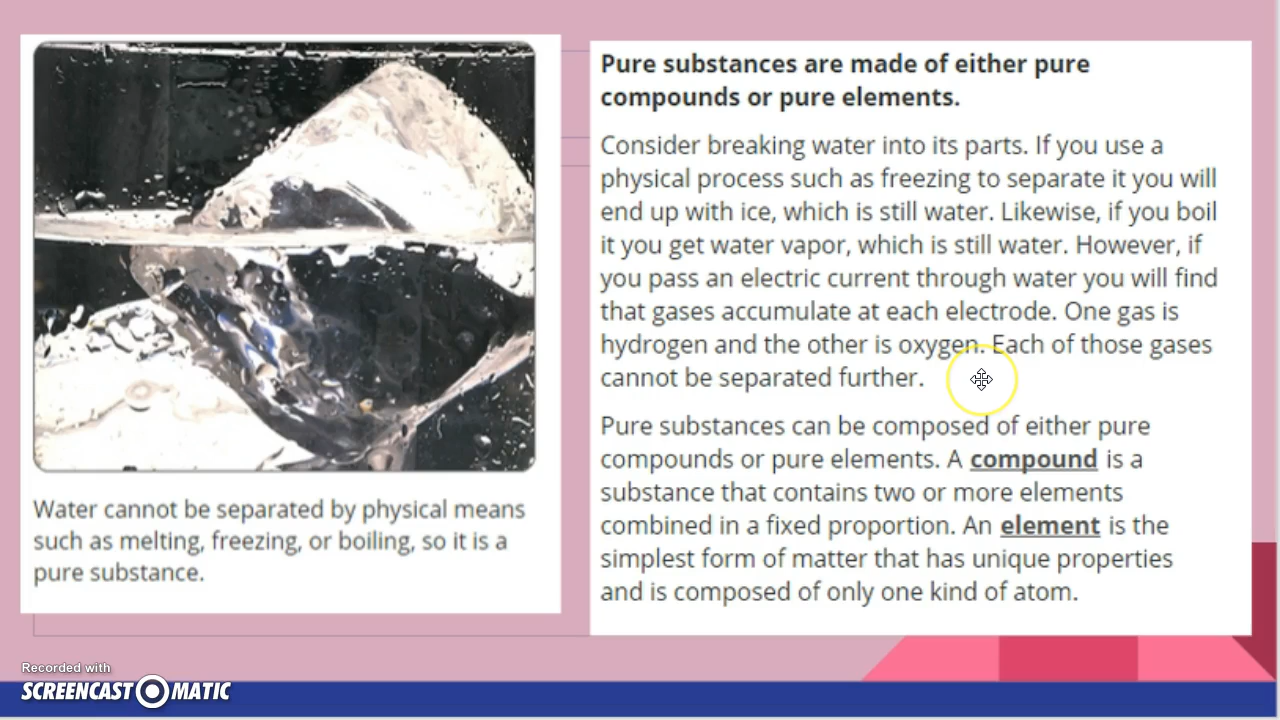 Pure substances are made of either pure
compounds or pure elements.
Consider breaking water into its parts. If you use a
physical process such as freezing to separate it you will
end up with ice, which is still water. Likewise, if you boil
it you get water vapor, which is still water. However, if
you pass an electric current through water you will find
that gases accumulate at each electrode. One gas is
hydrogen and the other is oxygen. Each of those gases
cannot be separated further.
Pure substances can be composed of either pure
compounds or pure elements. A compound is a
substance that contains two or more elements
combined in a fixed proportion. An element is the
simplest form of matter that has unique properties
and is composed of only one kind of atom.
Water cannot be separated by physical means
such as melting, freezing, or boiling, so it is a
pure substance.
Recorded with
SCREENCAST MATIC